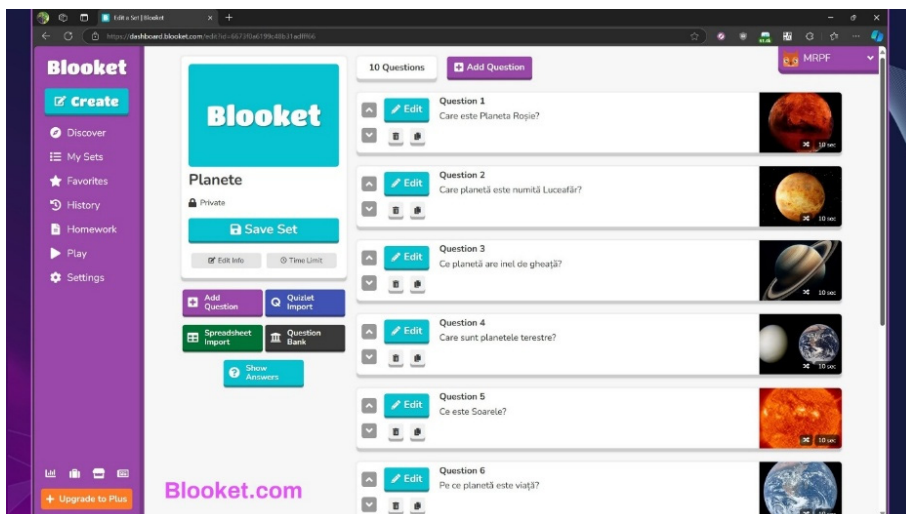 Edit a Set | Blooket
Blooket
Create
Discover
My Sets
Favorites
History
Homework
Play
Settings
Upgrade to Plus
Blooket
Planete
Private
Save Set
Edit Info
Time Limit
Add Question
Quizlet Import
Spreadsheet Import
Question Bank
Show Answers
Blooket.com
10 Questions
Add Question
MRPF
Edit
Question 1
Care este Planeta Roșie?
10 sec
Edit
Question 2
Care planetă este numită Luceafăr?
10 sec
Edit
Question 3
Ce planetă are inel de gheață?
10 sec
Edit
Question 4
Care sunt planetele terestre?
10 sec
Edit
Question 5
Ce este Soarele?
10 sec
Edit
Question 6
Pe ce planetă este viață?